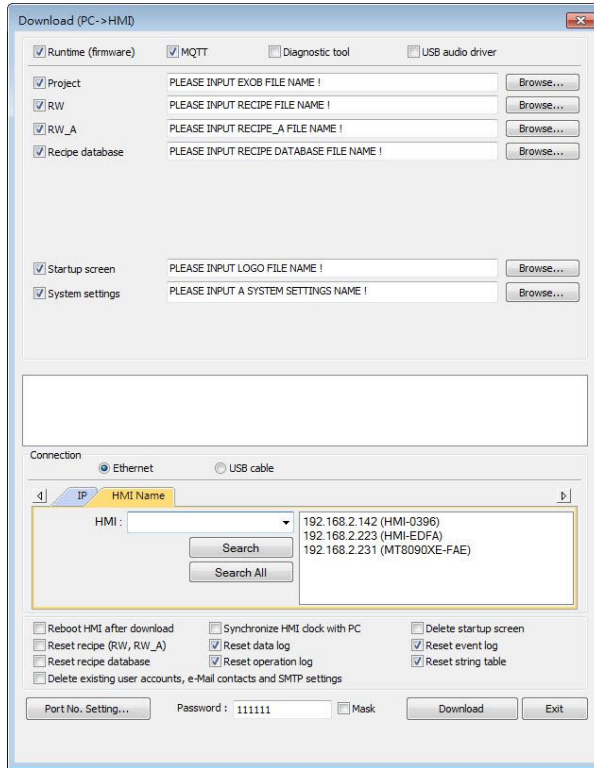 Download (PC->HMI)
Runtime (firmware) MQTT Diagnostic tool USB audio driver
Project PLEASE INPUT EXOB FILE NAME ! Browse...
RW PLEASE INPUT RECIPE FILE NAME ! Browse...
RW_A PLEASE INPUT RECIPE_A FILE NAME ! Browse...
Recipe database PLEASE INPUT RECIPE DATABASE FILE NAME ! Browse...
Startup screen PLEASE INPUT LOGO FILE NAME ! Browse...
System settings PLEASE INPUT A SYSTEM SETTINGS NAME ! Browse...
Connection
Ethernet USB cable
IP HMI Name
HMI : 192.168.2.142 (HMI-0396)
192.168.2.223 (HMI-EDFA)
Search 192.168.2.231 (MT8090XE-FAE)
Search All
Reboot HMI after download Synchronize HMI clock with PC Delete startup screen
Reset recipe (RW, RW_A) Reset data log Reset event log
Reset recipe database Reset operation log Reset string table
Delete existing user accounts, e-Mail contacts and SMTP settings
Port No. Setting... Password : 111111 Mask Download Exit